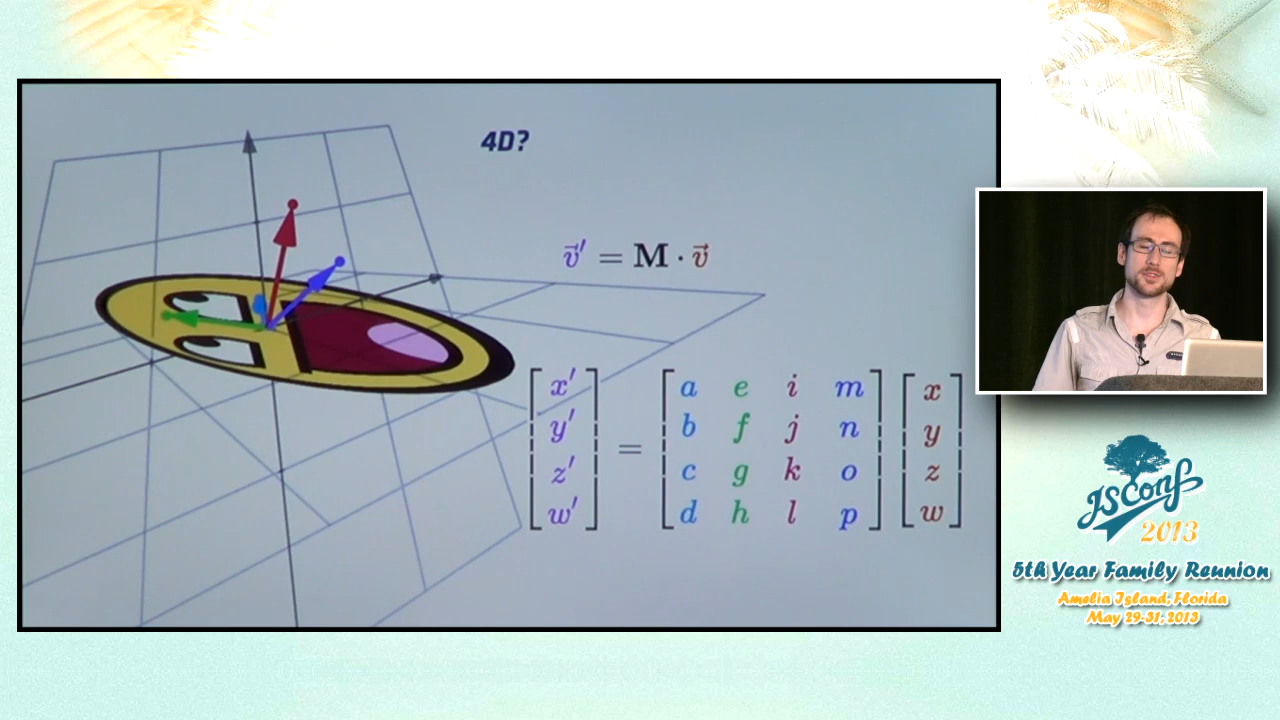 4D?
v⃗′ = M · v⃗
[x′] = [a e i m] [x]
[y′] [b f j n] [y]
[z′] [c g k o] [z]
[w′] [d h l p] [w]
JSConf
2013
5th Year Family Reunion
Amelia Island, Florida
May 29-31, 2013